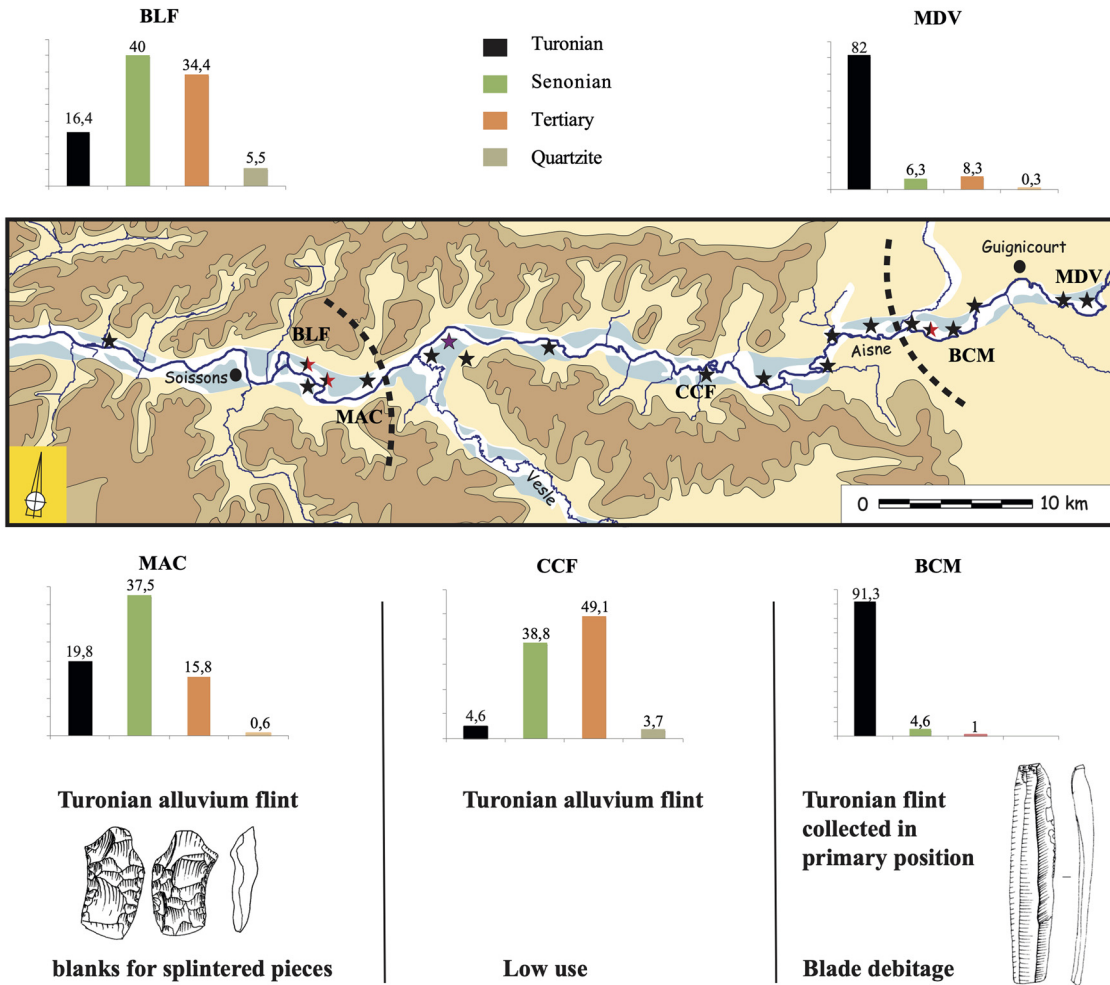 BLF
40
34,4
16,4
5,5
Turonian
Senonian
Tertiary
Quartzite
MDV
82
6,3
8,3
0,3
Guignicourt
MDV
BLF
Aisne
BCM
Soissons
CCF
MAC
Vesle
0 10 km
MAC
37,5
19,8
15,8
0,6
Turonian alluvium flint
blanks for splintered pieces
CCF
49,1
38,8
4,6
3,7
Turonian alluvium flint
Low use
BCM
91,3
4,6
1
Turonian flint
collected in
primary position
Blade debitage